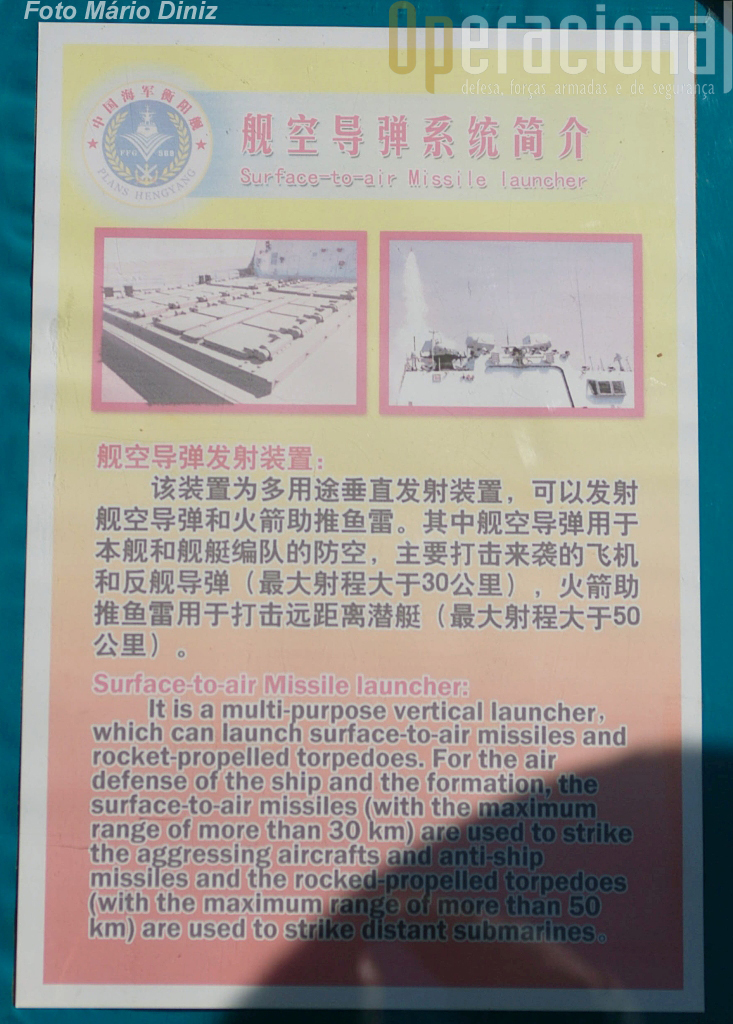 Foto Mário Diniz
Operacional
defesa, forças armadas e de segurança
中国海军衡阳舰
FFG 568
PLANS HENGYANG
舰空导弹系统简介
Surface-to-air Missile launcher
舰空导弹发射装置：
该装置为多用途垂直发射装置，可以发射
舰空导弹和火箭助推鱼雷。其中舰空导弹用于
本舰和舰艇编队的防空，主要打击来袭的飞机
和反舰导弹（最大射程大于30公里），火箭助
推鱼雷用于打击远距离潜艇（最大射程大于50
公里）。
Surface-to-air Missile launcher:
It is a multi-purpose vertical launcher,
which can launch surface-to-air missiles and
rocket-propelled torpedoes. For the air
defense of the ship and the formation, the
surface-to-air missiles (with the maximum
range of more than 30 km) are used to strike
the aggressing aircrafts and anti-ship
missiles and the rocked-propelled torpedoes
(with the maximum range of more than 50
km) are used to strike distant submarines。